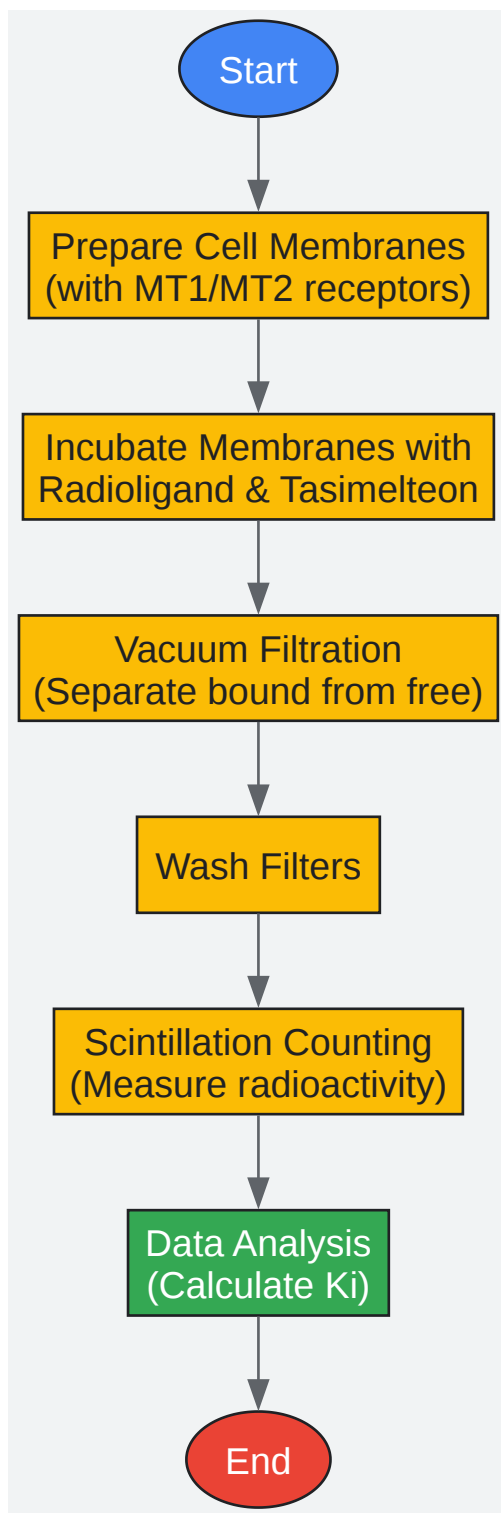 Start
Prepare Cell Membranes
(with MT1/MT2 receptors)
Incubate Membranes with
Radioligand & Tasimelteon
Vacuum Filtration
(Separate bound from free)
Wash Filters
Scintillation Counting
(Measure radioactivity)
Data Analysis
(Calculate Ki)
End